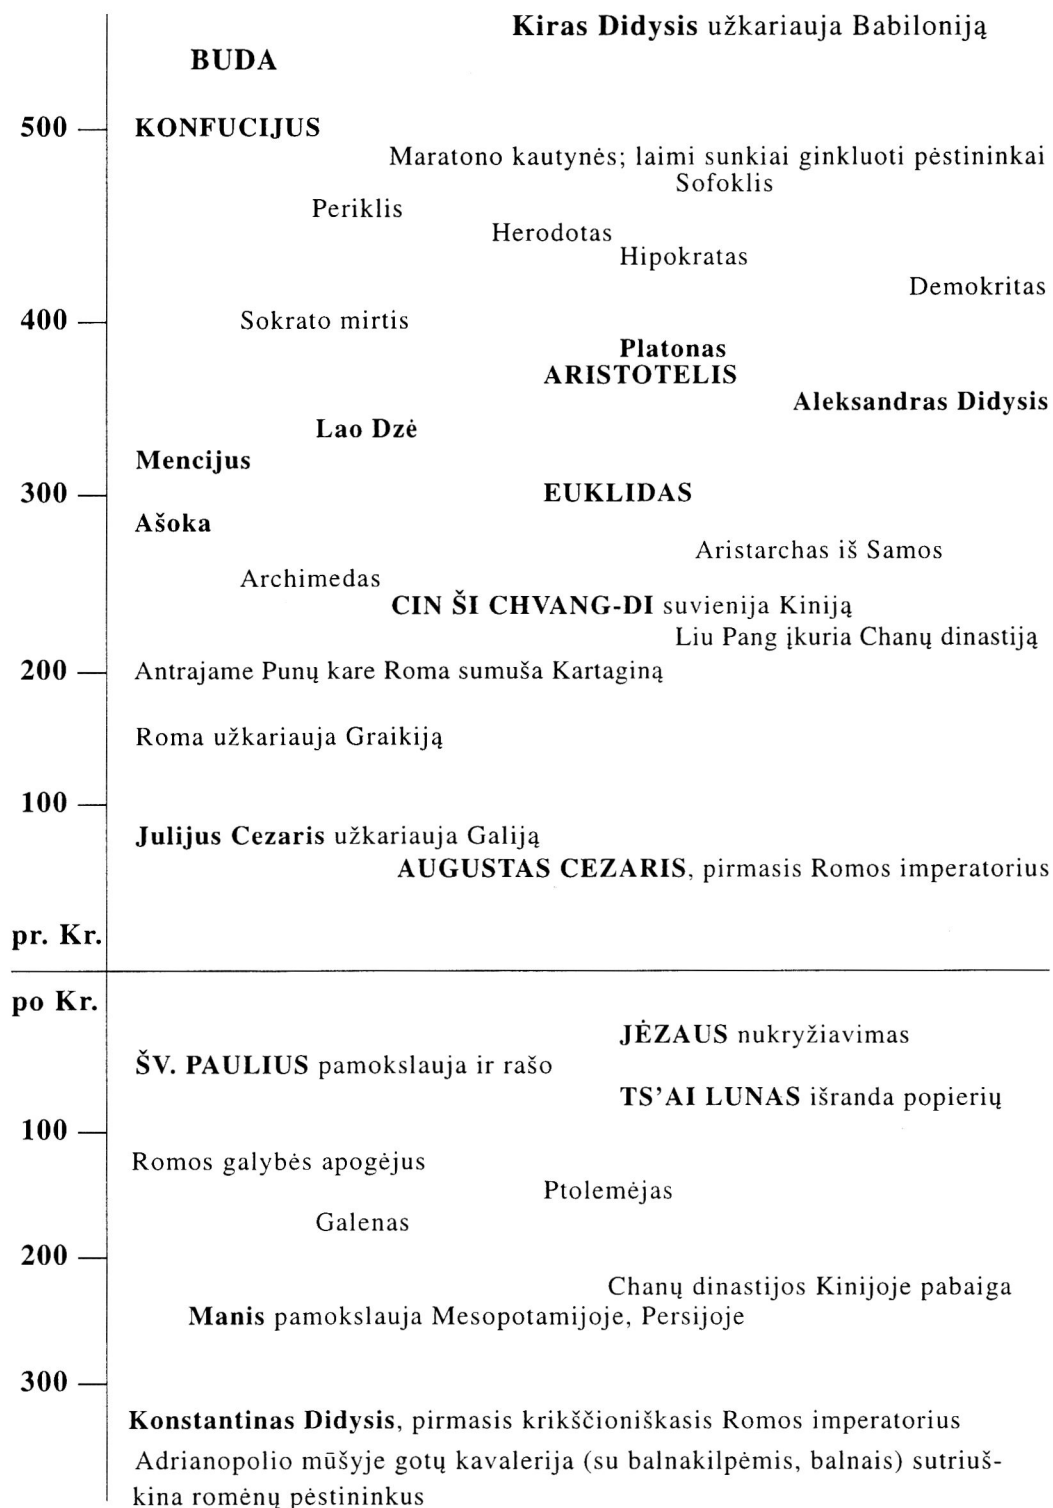 Kiras Didysis užkariauja Babiloniją
BUDA
500 KONFUCIJUS
Maratono kautynės; laimi sunkiai ginkluoti pėstininkai
Sofoklis
Periklis
Herodotas
Hipokratas
Demokritas
400 Sokrato mirtis
Platonas
ARISTOTELIS
Aleksandras Didysis
Lao Dzė
Mencijus
300 EUKLIDAS
Ašoka
Aristarchas iš Samos
Archimedas
CIN ŠI CHVANG-DI suvienija Kiniją
Liu Pang įkuria Chanų dinastiją
200 Antrajame Punų kare Roma sumuša Kartaginą
Roma užkariauja Graikiją
100
Julijus Cezaris užkariauja Galiją
AUGUSTAS CEZARIS, pirmasis Romos imperatorius
pr. Kr.
po Kr.
JĖZAUS nukryžiavimas
ŠV. PAULIUS pamokslauja ir rašo
TS'AI LUNAS išranda popierių
100
Romos galybės apogėjus
Ptolemėjas
Galenas
200
Chanų dinastijos Kinijoje pabaiga
Manis pamokslauja Mesopotamijoje, Persijoje
300
Konstantinas Didysis, pirmasis krikščioniškasis Romos imperatorius
Adrianopolio mūšyje gotų kavalerija (su balnakilpėmis, balnais) sutriuš-
kina romėnų pėstininkus